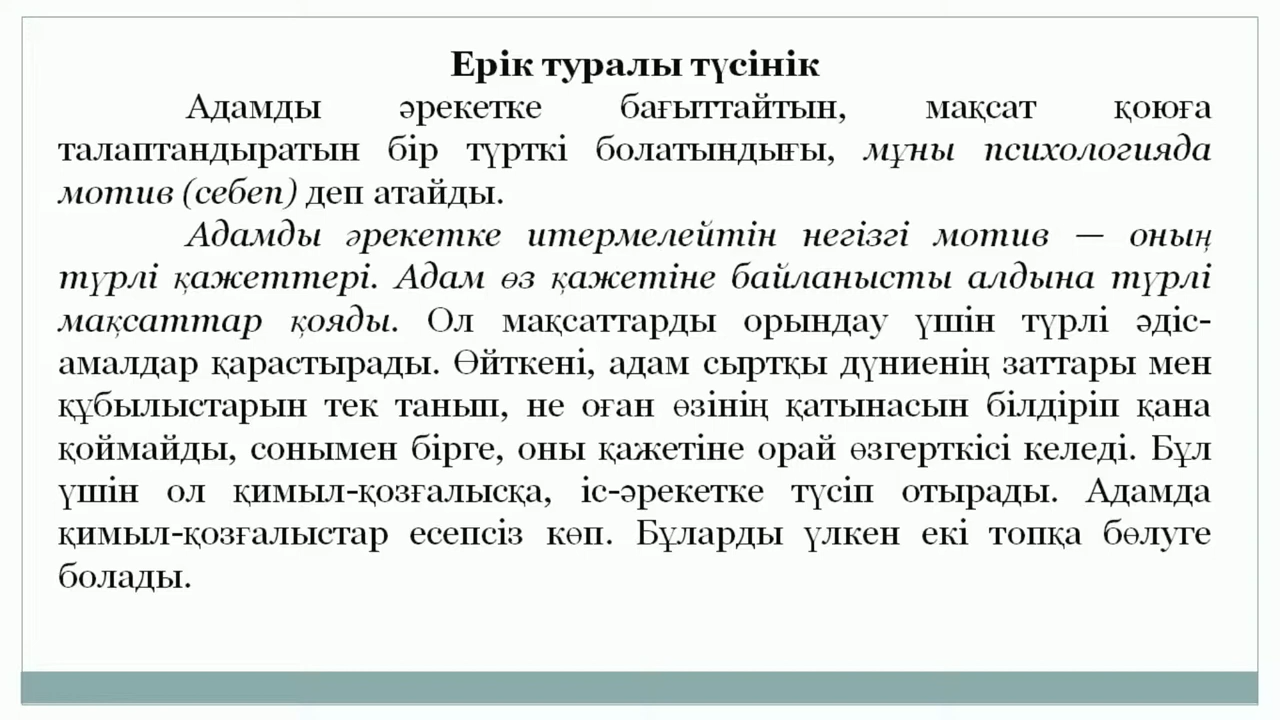 Ерік туралы түсінік
Адамды әрекетке бағыттайтын, мақсат қоюға
талаптандыратын бір түрткі болатындығы, мұны психологияда
мотив (себеп) деп атайды.
Адамды әрекетке итермелейтін негізгі мотив — оның
түрлі қажеттері. Адам өз қажетіне байланысты алдына түрлі
мақсаттар қояды. Ол мақсаттарды орындау үшін түрлі әдіс-
амалдар қарастырады. Өйткені, адам сыртқы дүниенің заттары мен
құбылыстарын тек танып, не оған өзінің қатынасын білдіріп қана
қоймайды, сонымен бірге, оны қажетіне орай өзгерткісі келеді. Бұл
үшін ол қимыл-қозғалысқа, іс-әрекетке түсіп отырады. Адамда
қимыл-қозғалыстар есепсіз көп. Бұларды үлкен екі топқа бөлуге
болады.